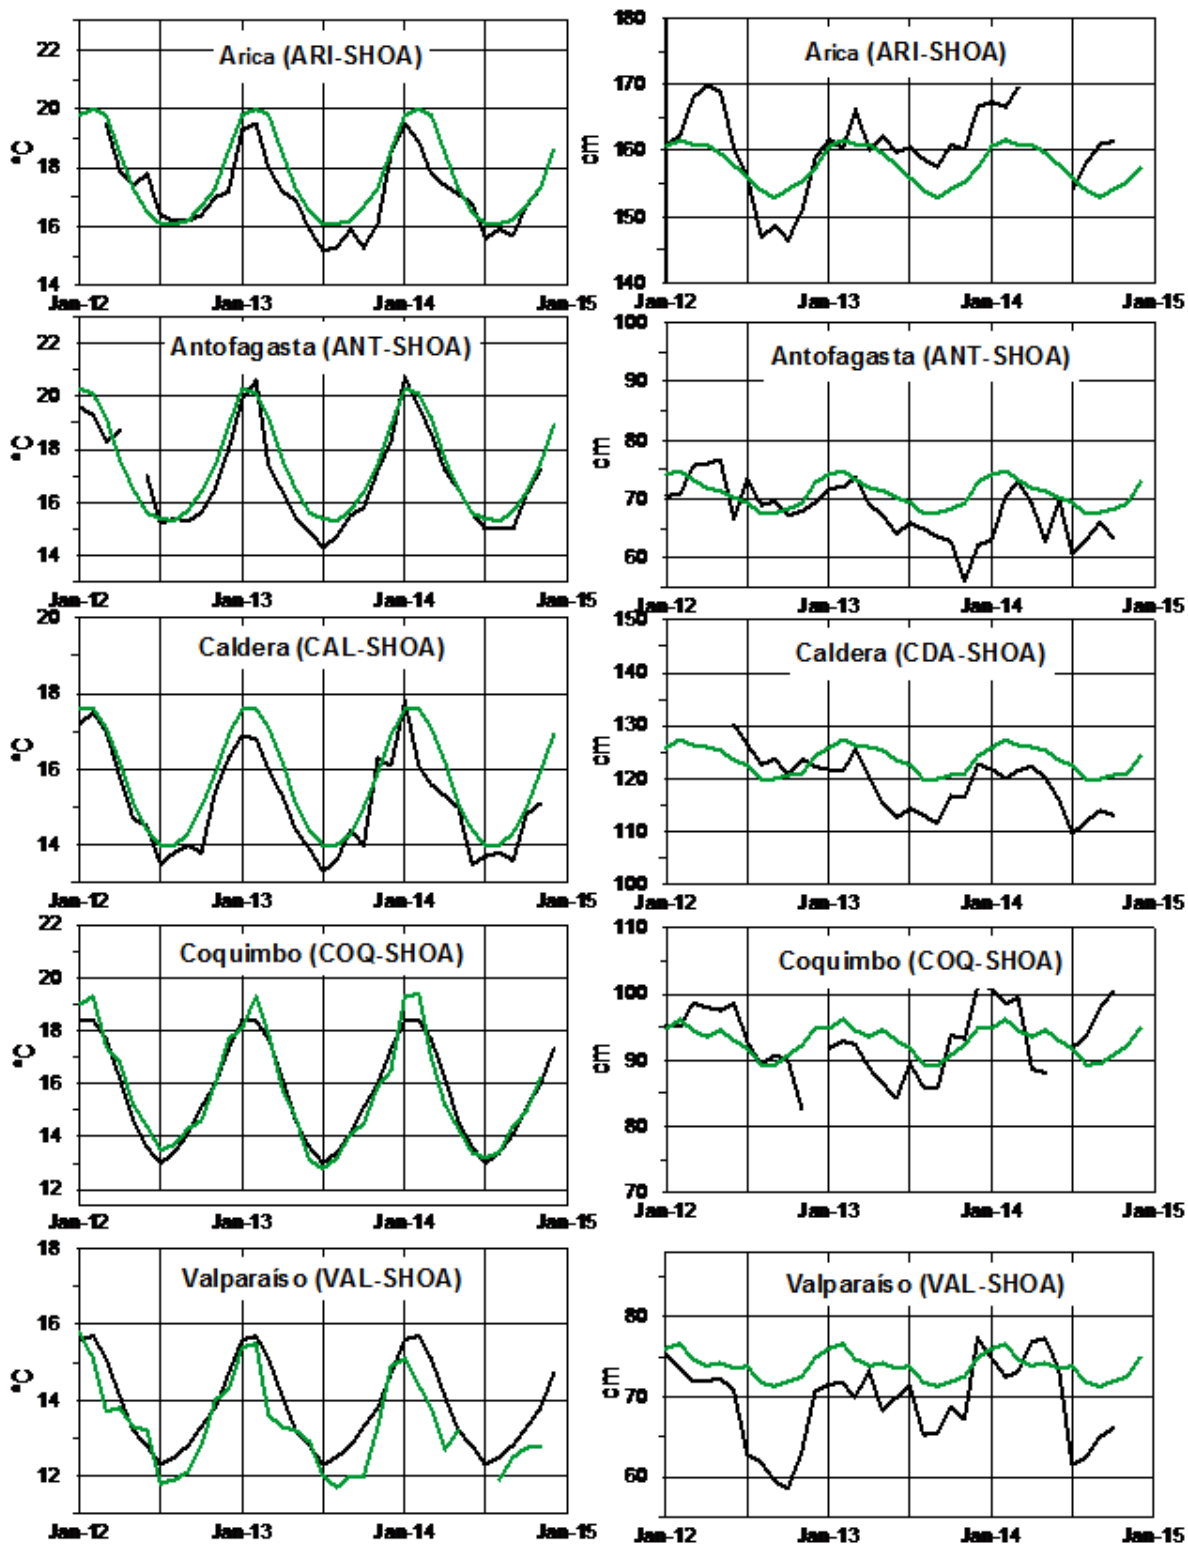 Arica (ARI-SHOA)
°C
22
20
18
16
14
Jan-12 Jan-13 Jan-14 Jan-15
Arica (ARI-SHOA)
cm
180
170
160
150
140
Jan-12 Jan-13 Jan-14 Jan-15
Antofagasta (ANT-SHOA)
°C
22
20
18
16
14
Jan-12 Jan-13 Jan-14 Jan-15
Antofagasta (ANT-SHOA)
cm
100
90
80
70
60
Jan-12 Jan-13 Jan-14 Jan-15
Caldera (CAL-SHOA)
°C
20
18
16
14
Jan-12 Jan-13 Jan-14 Jan-15
Caldera (CDA-SHOA)
cm
150
140
130
120
110
100
Jan-12 Jan-13 Jan-14 Jan-15
Coquimbo (COQ-SHOA)
°C
22
20
18
16
14
12
Jan-12 Jan-13 Jan-14 Jan-15
Coquimbo (COQ-SHOA)
cm
110
100
90
80
70
Jan-12 Jan-13 Jan-14 Jan-15
Valparaíso (VAL-SHOA)
°C
18
16
14
12
Jan-12 Jan-13 Jan-14 Jan-15
Valparaíso (VAL-SHOA)
cm
80
70
60
Jan-12 Jan-13 Jan-14 Jan-15